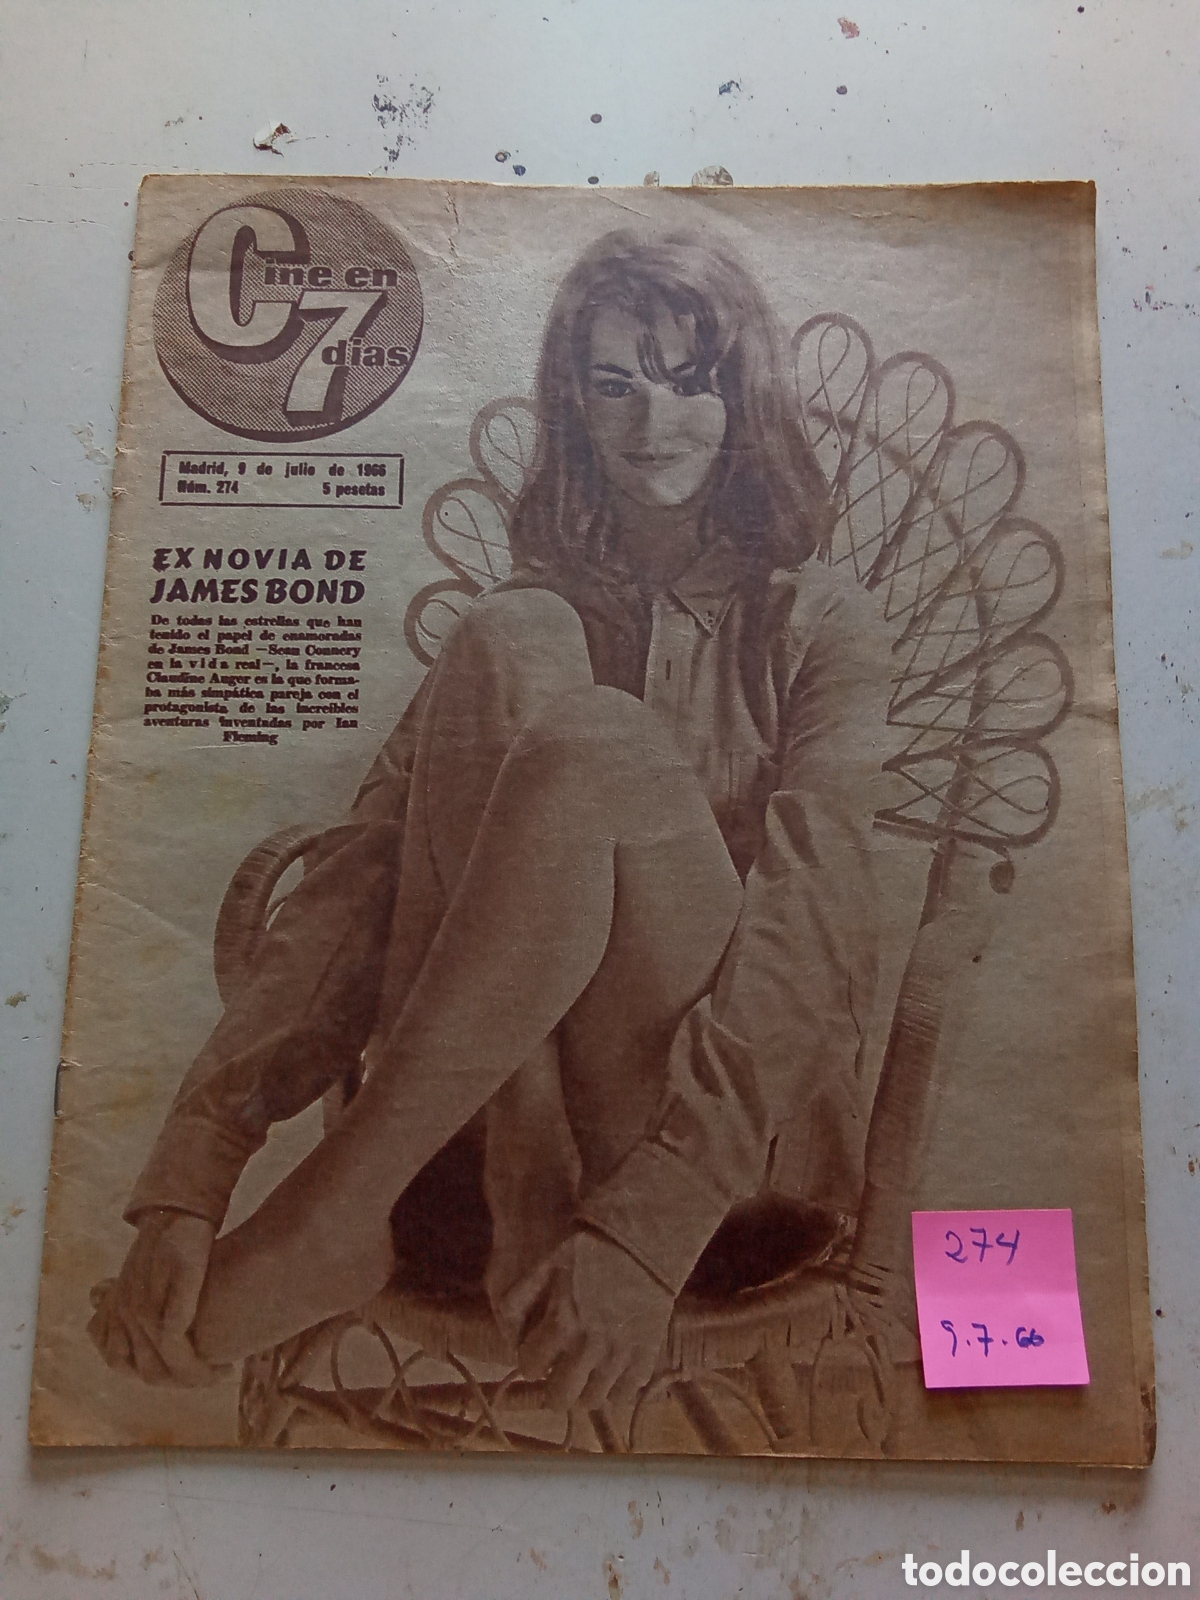 Cine en
7
días
Madrid, 9 de julio de 1966
Núm. 274 5 pesetas
EX NOVIA DE
JAMES BOND
De todas las estrellas que han
tenido el papel de enamoradas
de James Bond —Sean Connery
en la vida real—, la francesa
Claudine Auger es la que forma-
ba más simpática pareja con el
protagonista de las increíbles
aventuras inventadas por Ian
Fleming
274
9.7.66
todocoleccion